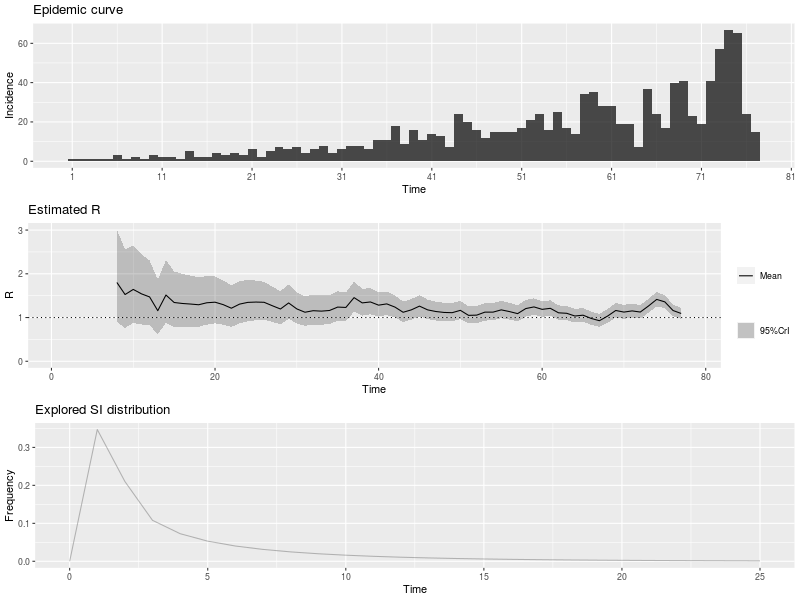 Epidemic curve
60
40
20
0
Incidence
1 11 21 31 41 51 61 71 81
Time
Estimated R
3
2
1
0
R
0 20 40 60 80
Time
Mean
95%CrI
Explored SI distribution
0.3
0.2
0.1
0.0
Frequency
0 5 10 15 20 25
Time